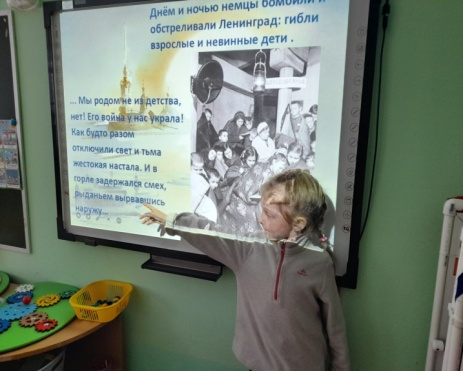 Днём и ночью немцы бомбили и
обстреливали Ленинград: гибли
взрослые и невинные дети .
... Мы родом не из детства,
нет! Его война у нас украла!
Как будто разом
отключили свет и тьма
жестокая настала. И в
горле задержался смех,
рыданьем вырвавшись
наружу...